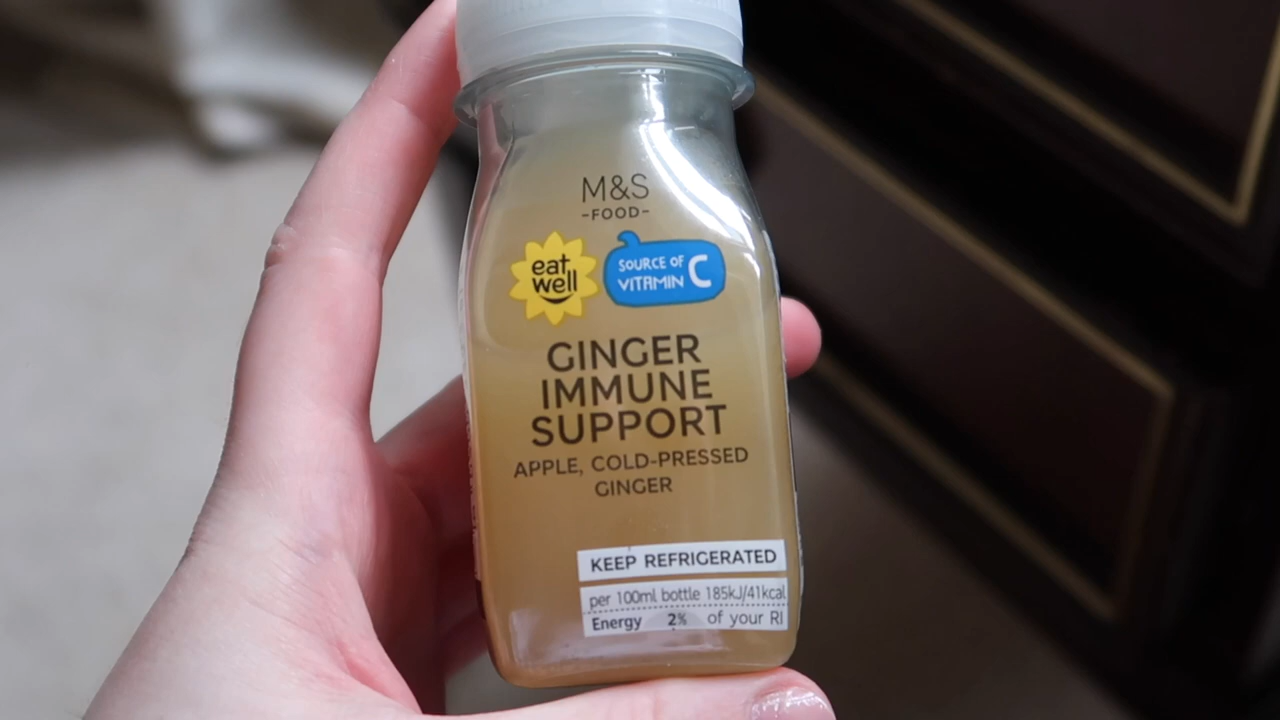 M&S
-FOOD-
eat
well
SOURCE OF
VITAMIN C
GINGER
IMMUNE
SUPPORT
APPLE, COLD-PRESSED
GINGER
KEEP REFRIGERATED
per 100ml bottle 185kJ/41kcal
Energy 2% of your RI